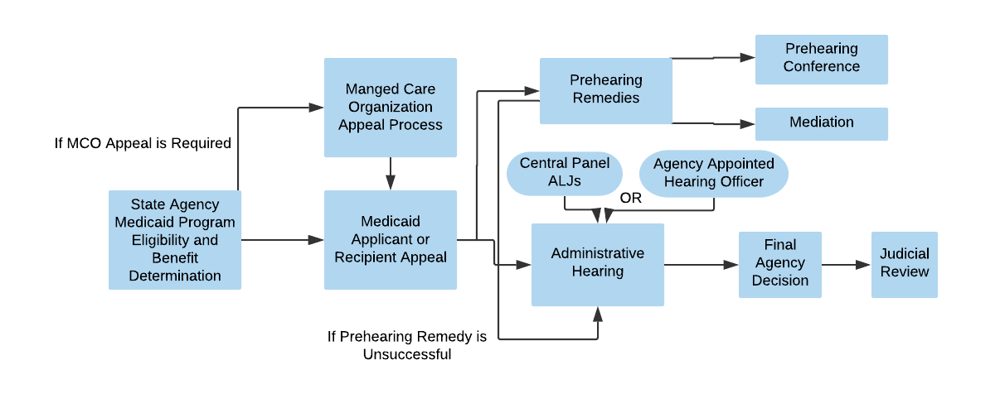 If MCO Appeal is Required
State Agency
Medicaid Program
Eligibility and
Benefit
Determination
Manged Care
Organization
Appeal Process
Medicaid
Applicant or
Recipient Appeal
Prehearing
Remedies
Prehearing
Conference
Mediation
Central Panel
ALJs
OR
Agency Appointed
Hearing Officer
Administrative
Hearing
If Prehearing Remedy is
Unsuccessful
Final
Agency
Decision
Judicial
Review